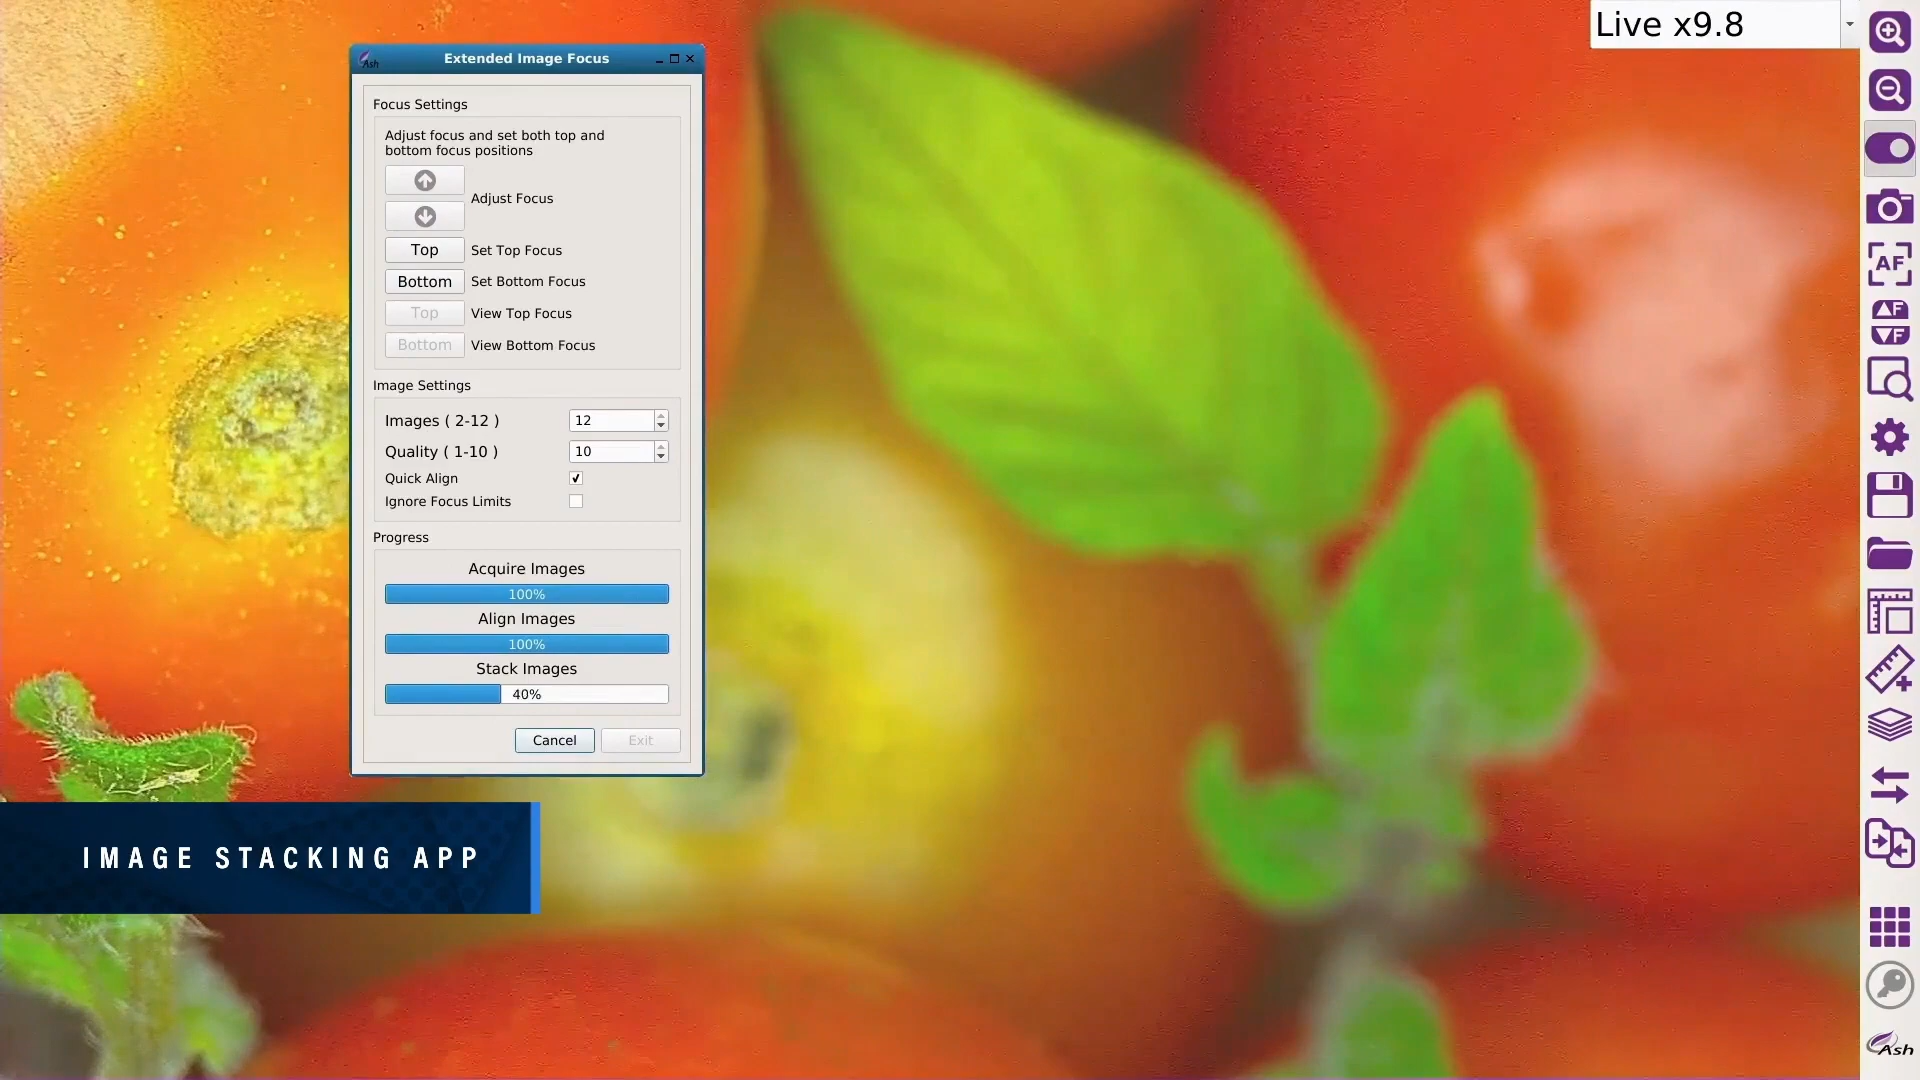 Live x9.8
Ash
Extended Image Focus
Focus Settings
Adjust focus and set both top and
bottom focus positions
Adjust Focus
Top Set Top Focus
Bottom Set Bottom Focus
Top View Top Focus
Bottom View Bottom Focus
Image Settings
Images ( 2-12 ) 12
Quality ( 1-10 ) 10
Quick Align
Ignore Focus Limits
Progress
Acquire Images
100%
Align Images
100%
Stack Images
40%
Cancel Exit
IMAGE STACKING APP
AF
F
F
Ash